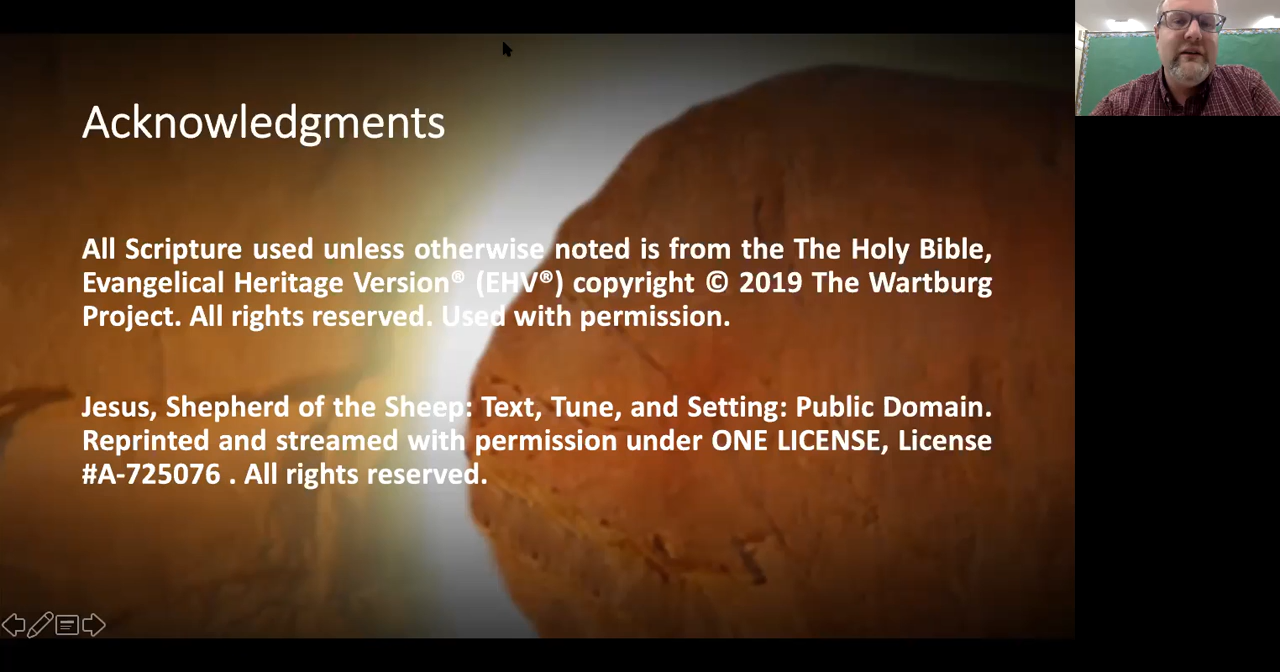 Acknowledgments
All Scripture used unless otherwise noted is from the The Holy Bible,
Evangelical Heritage Version® (EHV®) copyright © 2019 The Wartburg
Project. All rights reserved. Used with permission.
Jesus, Shepherd of the Sheep: Text, Tune, and Setting: Public Domain.
Reprinted and streamed with permission under ONE LICENSE, License
#A-725076 . All rights reserved.